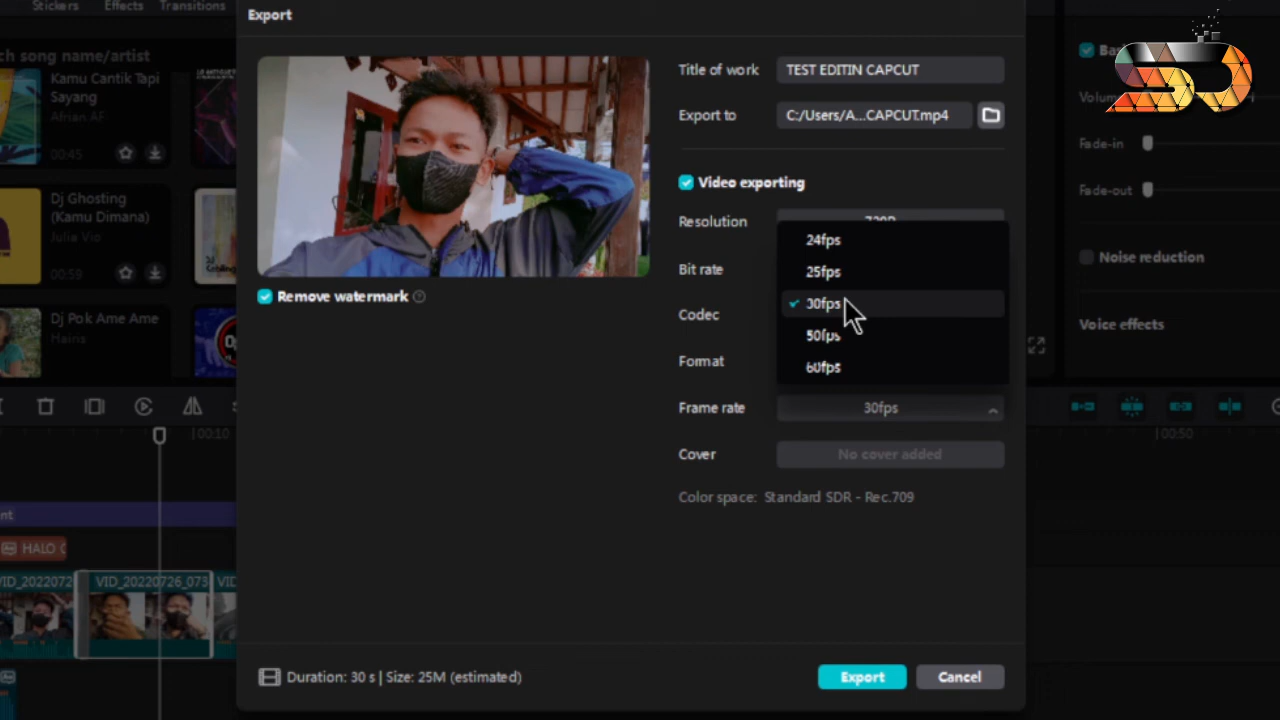 Stickers Effects Transitions
ch song name/artist
Kamu Cantik Tapi
Sayang
Afrian AF
00:45
Dj Ghosting
(Kamu Dimana)
Julia Vio
00:59
Dj Pok Ame Ame
Export
Remove watermark
Title of work TEST EDITIN CAPCUT
Export to C:/Users/A...CAPCUT.mp4
Video exporting
Resolution 720P
24fps
Bit rate
25fps
30fps
Codec
50fps
Format
60fps
Frame rate 30fps
Cover No cover added
Color space: Standard SDR - Rec.709
Duration: 30 s | Size: 25M (estimated)
Export Cancel
SD
Fade-in
Fade-out
Noise reduction
Voice effects
00:10
00:50
nt
HALO
VID_2022072 VID_20220726_073 VID